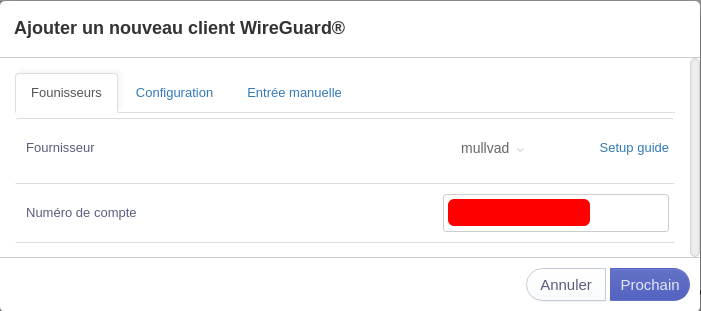 Ajouter un nouveau client WireGuard®
Founisseurs Configuration Entrée manuelle
Fournisseur mullvad Setup guide
Numéro de compte
Annuler Prochain